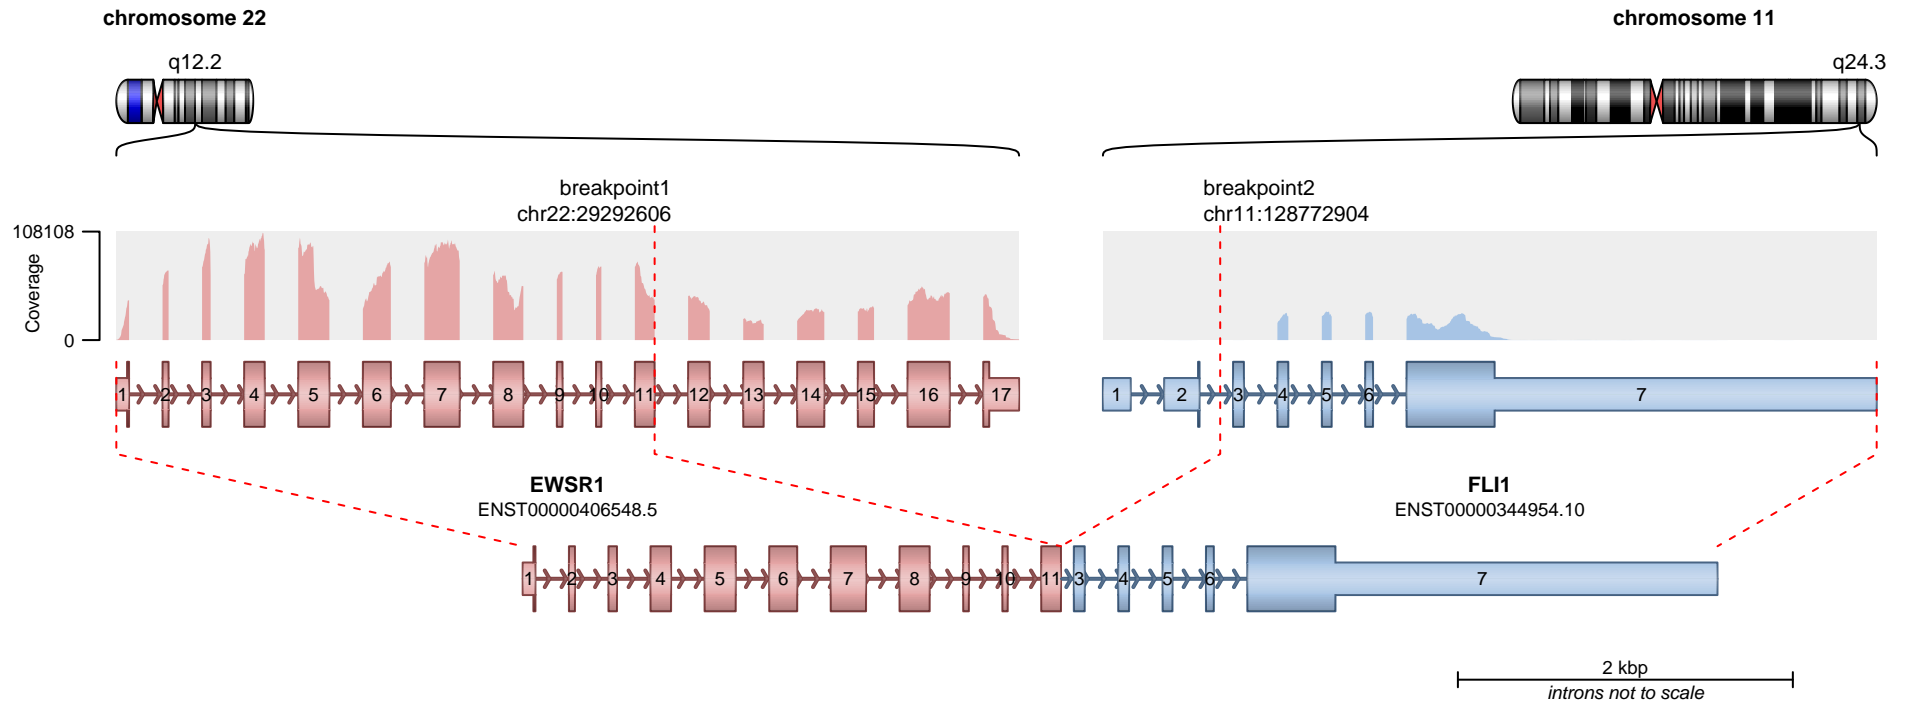 chromosome 22
chromosome 11
q12.2
q24.3
breakpoint1
chr22:29292606
breakpoint2
chr11:128772904
108108
Coverage
0
1 2 3 4 5 6 7 8 9 10 11 12 13 14 15 16 17
1 2 3 4 5 6 7
EWSR1
ENST00000406548.5
FLI1
ENST00000344954.10
1 2 3 4 5 6 7 8 9 10 11 3 4 5 6 7
2 kbp
introns not to scale